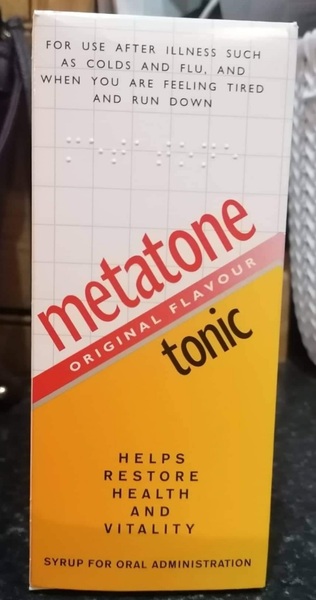 FOR USE AFTER ILLNESS SUCH
AS COLDS AND FLU, AND
WHEN YOU ARE FEELING TIRED
AND RUN DOWN
metatone
ORIGINAL FLAVOUR
tonic
HELPS
RESTORE
HEALTH
AND
VITALITY
SYRUP FOR ORAL ADMINISTRATION